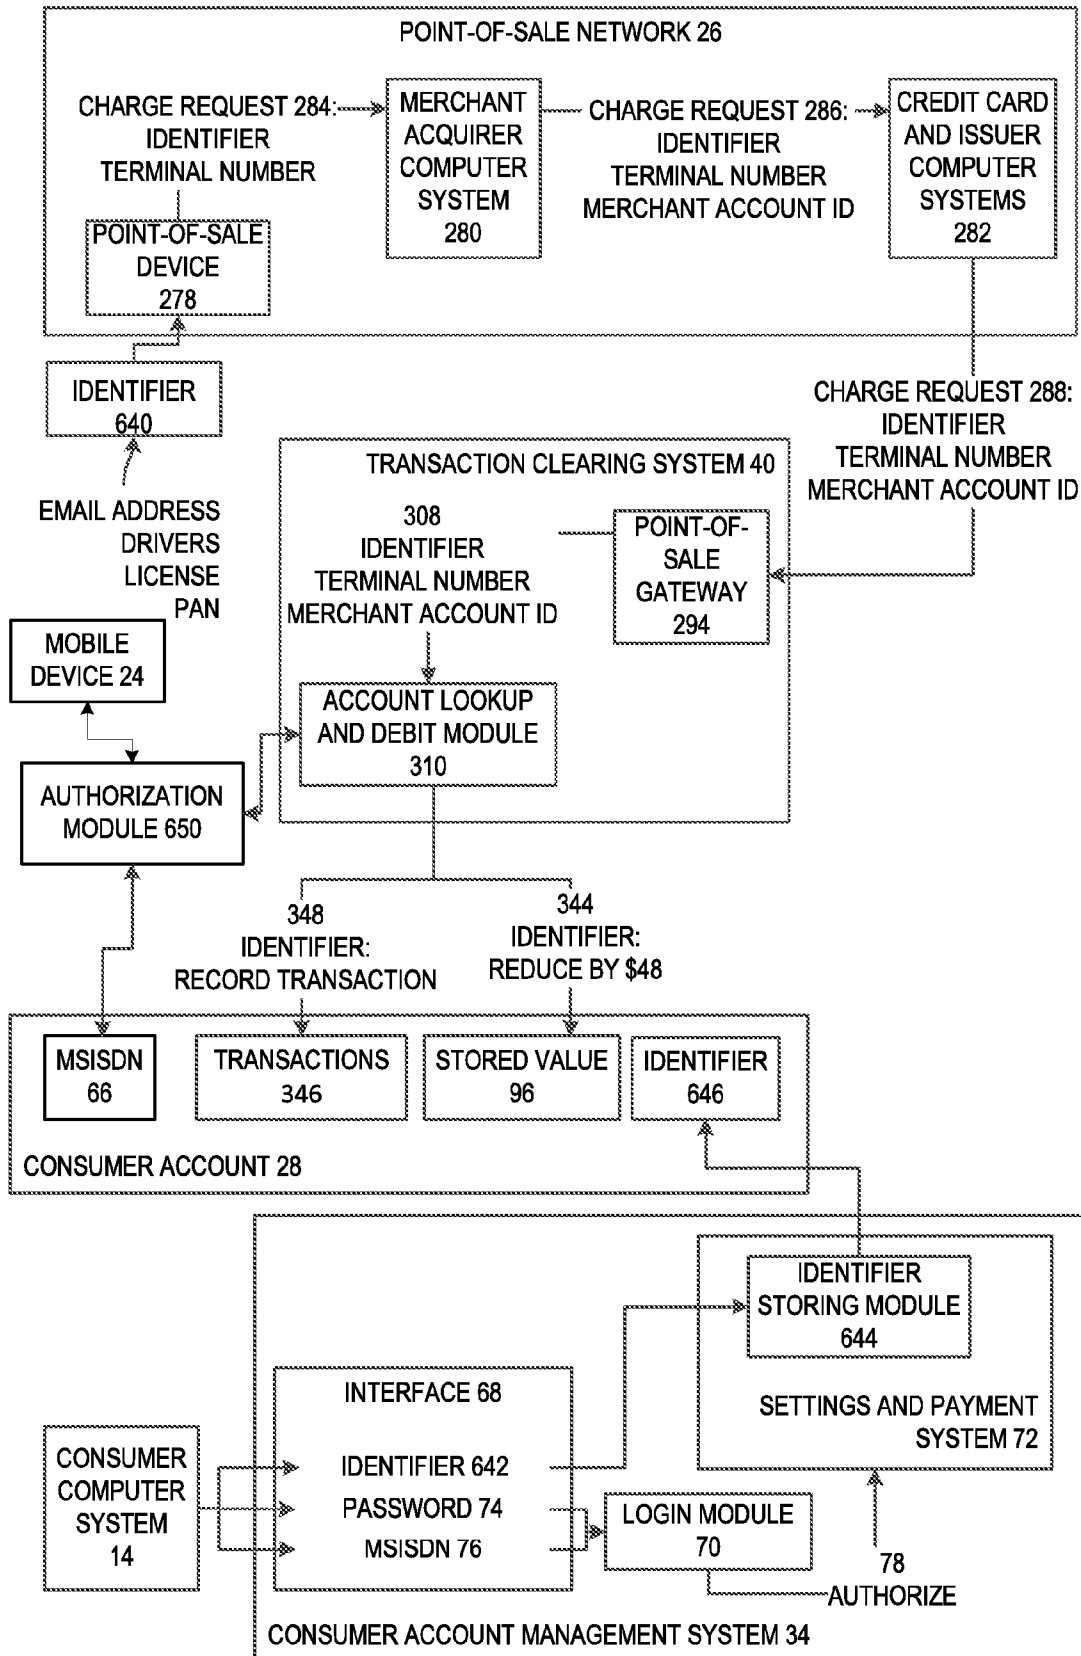 POINT-OF-SALE NETWORK 26
CHARGE REQUEST 284:
IDENTIFIER
TERMINAL NUMBER
MERCHANT
ACQUIRER
COMPUTER
SYSTEM
280
CHARGE REQUEST 286:
IDENTIFIER
TERMINAL NUMBER
MERCHANT ACCOUNT ID
CREDIT CARD
AND ISSUER
COMPUTER
SYSTEMS
282
POINT-OF-SALE
DEVICE
278
IDENTIFIER
640
CHARGE REQUEST 288:
IDENTIFIER
TERMINAL NUMBER
MERCHANT ACCOUNT ID
EMAIL ADDRESS
DRIVERS
LICENSE
PAN
TRANSACTION CLEARING SYSTEM 40
308
IDENTIFIER
TERMINAL NUMBER
MERCHANT ACCOUNT ID
POINT-OF-
SALE
GATEWAY
294
MOBILE
DEVICE 24
ACCOUNT LOOKUP
AND DEBIT MODULE
310
AUTHORIZATION
MODULE 650
348
IDENTIFIER:
RECORD TRANSACTION
344
IDENTIFIER:
REDUCE BY $48
MSISDN
66
TRANSACTIONS
346
STORED VALUE
96
IDENTIFIER
646
CONSUMER ACCOUNT 28
IDENTIFIER
STORING MODULE
644
SETTINGS AND PAYMENT
SYSTEM 72
INTERFACE 68
IDENTIFIER 642
PASSWORD 74
MSISDN 76
CONSUMER
COMPUTER
SYSTEM
14
LOGIN MODULE
70
78
AUTHORIZE
CONSUMER ACCOUNT MANAGEMENT SYSTEM 34